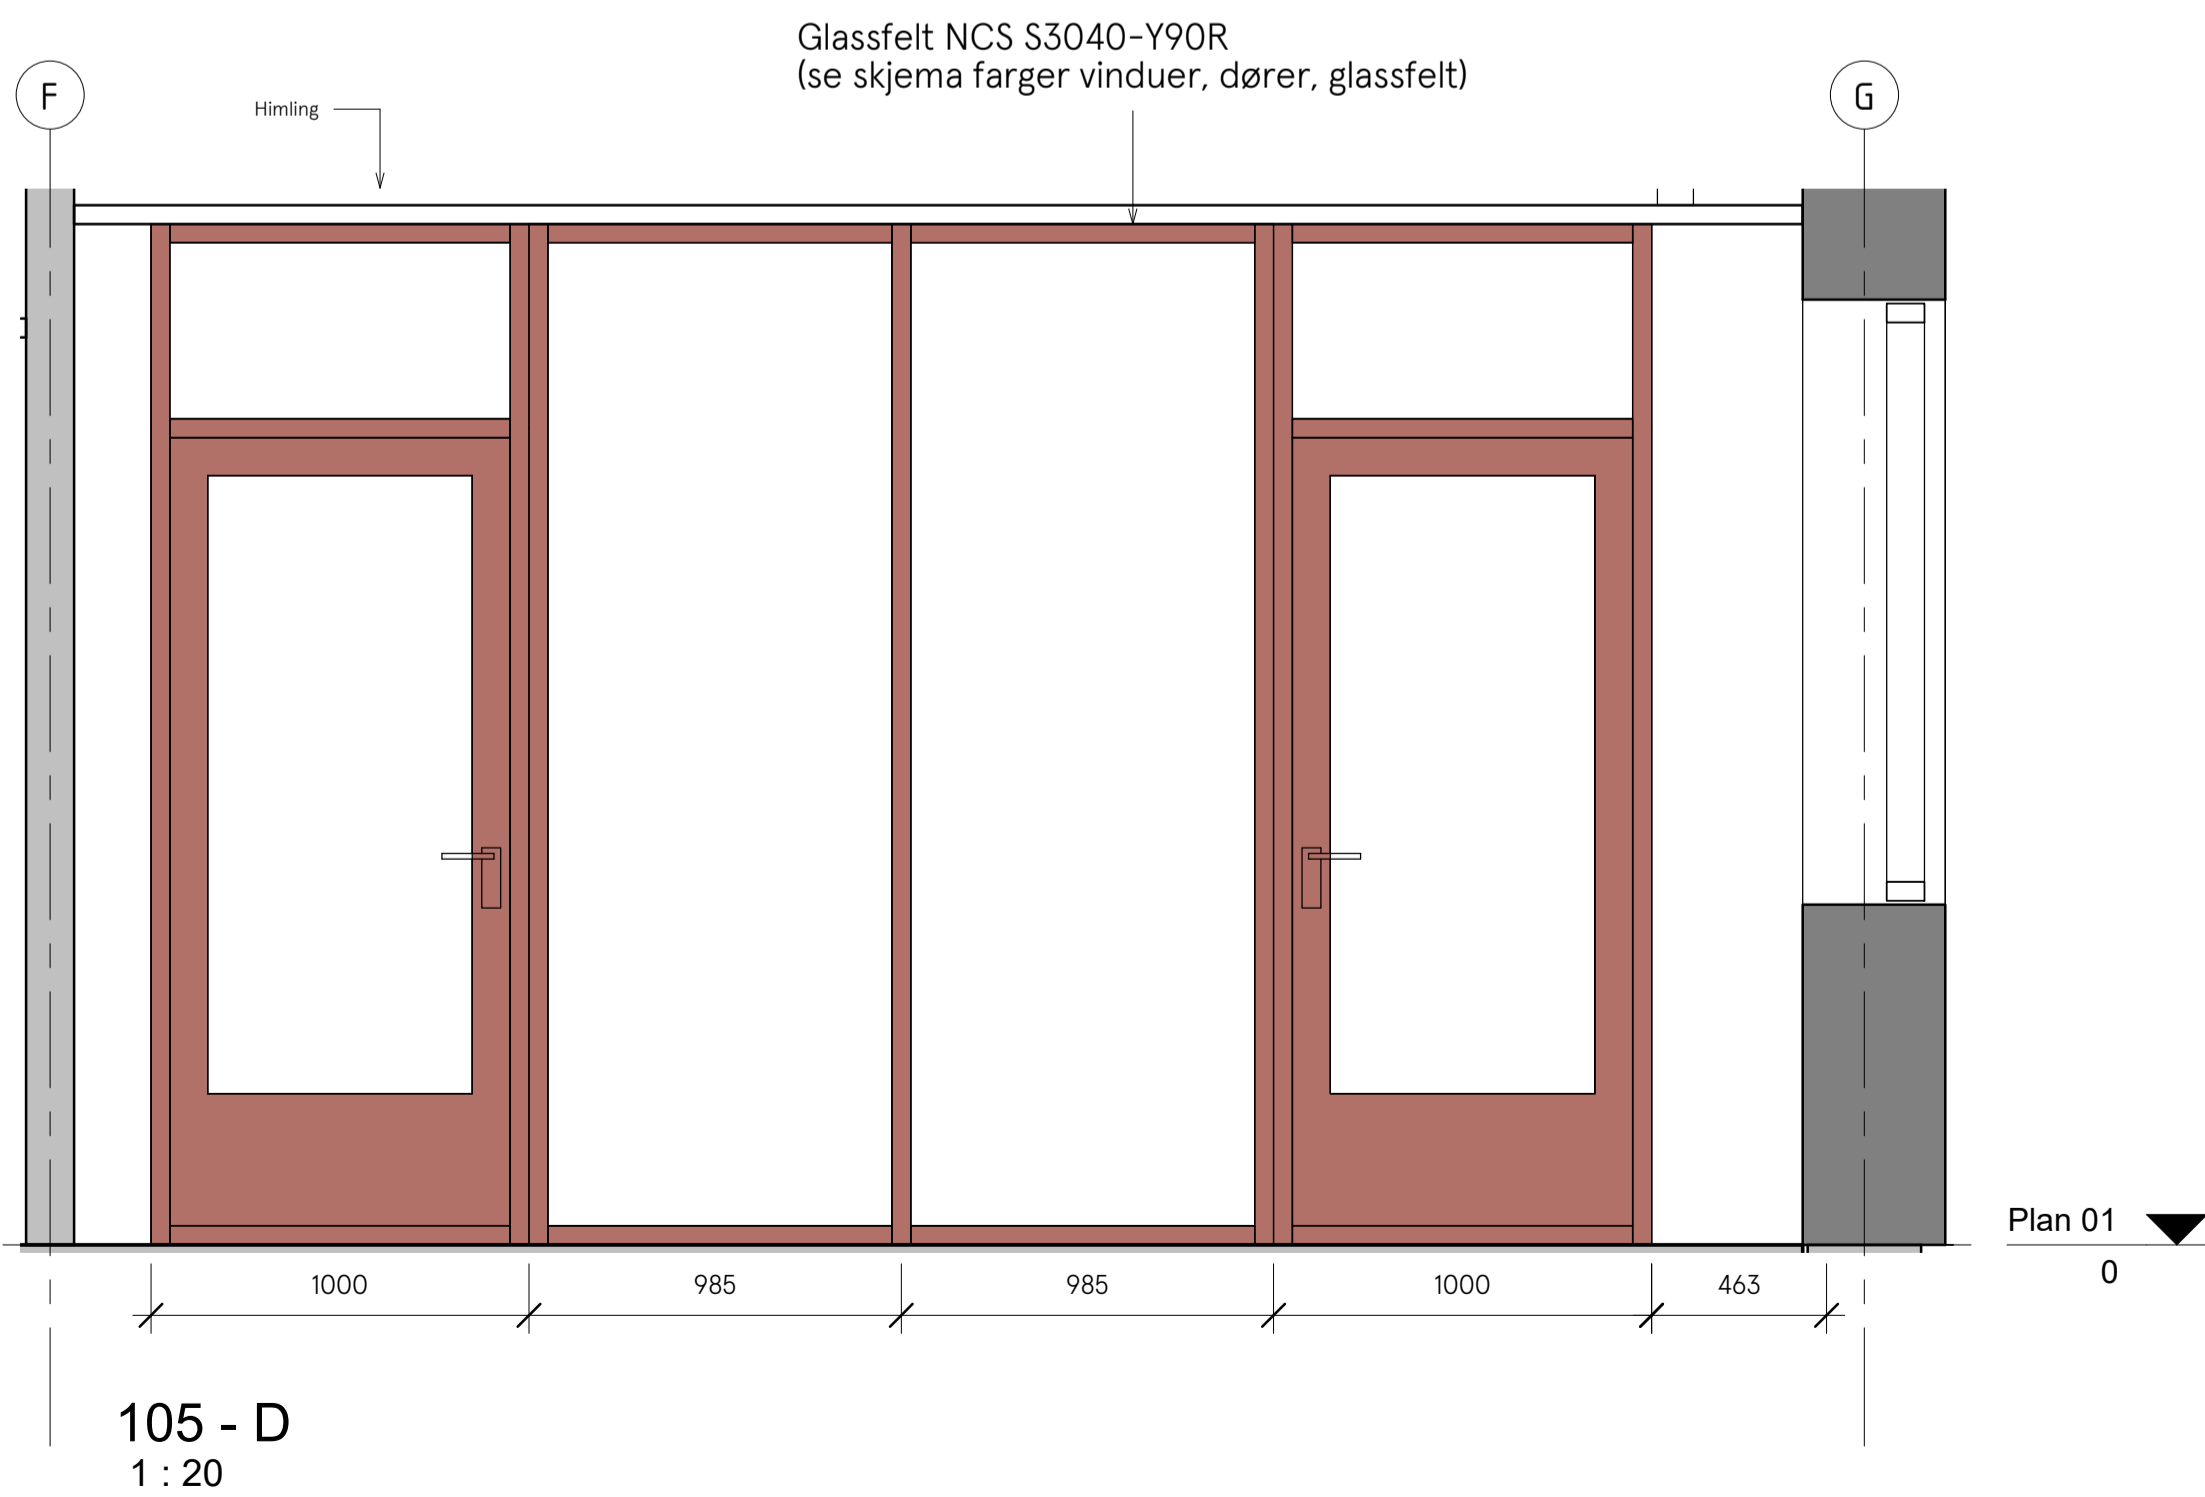 Glassfelt NCS S3040-Y90R
(se skjema farger vinduer, dører, glassfelt)
F
Himling
G
Plan 01
0
1000
985
985
1000
463
105 - D
1 : 20